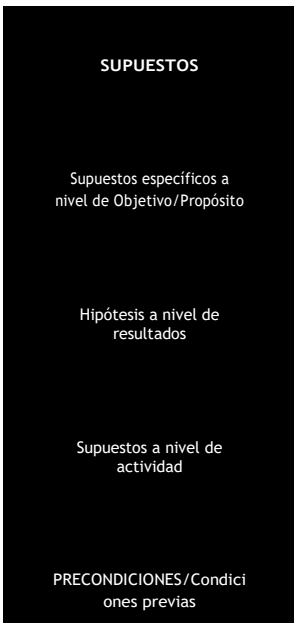 SUPUESTOS
Supuestos específicos a
nivel de Objetivo/Propósito
Hipótesis a nivel de
resultados
Supuestos a nivel de
actividad
PRECONDICIONES/Condici
ones previas